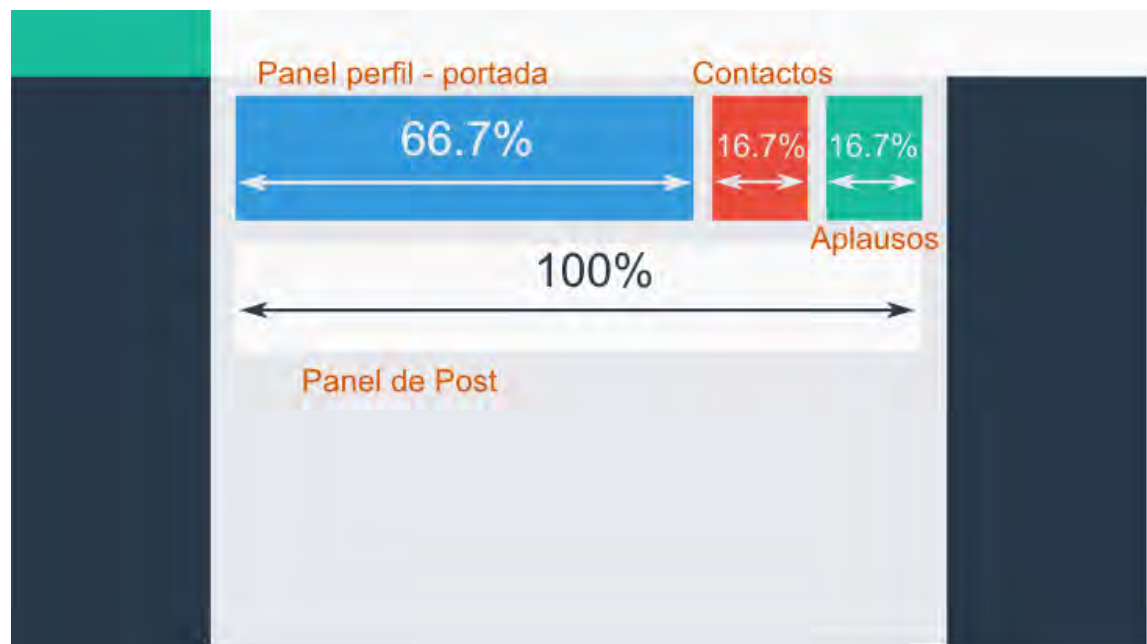 Panel perfil - portada
Contactos
66.7%
16.7%
16.7%
Aplausos
100%
Panel de Post